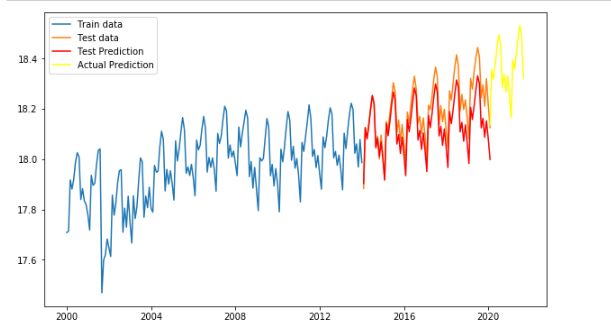 Train data
Test data
Test Prediction
Actual Prediction
18.4
18.2
18.0
17.8
17.6
2000 2004 2008 2012 2016 2020